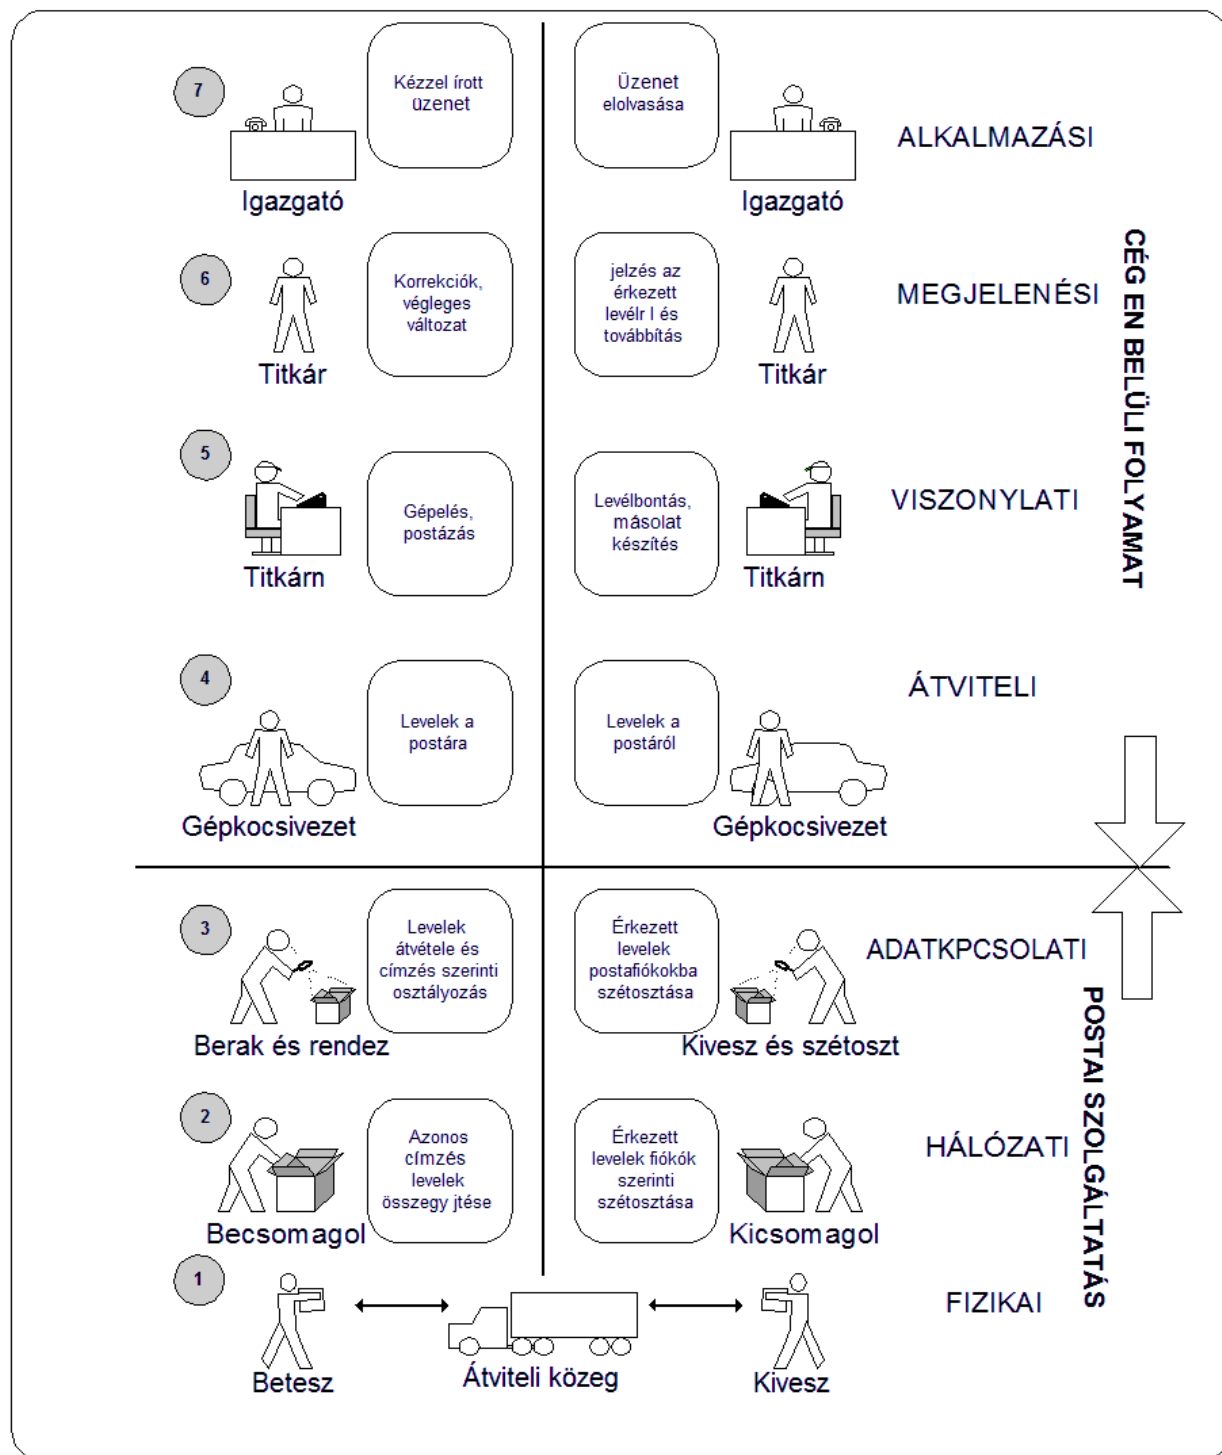 7
Kézzel írott
üzenet
Üzenet
elolvasása
ALKALMAZÁSI
Igazgató
Igazgató
6
Korrekciók,
végleges
változat
jelzés az
érkezett
levélr l és
továbbítás
MEGJELENÉSI
Titkár
Titkár
5
Gépelés,
postázás
Levélbontás,
másolat
készítés
VISZONYLATI
Titkárn
Titkárn
CÉG EN BELÜLI FOLYAMAT
4
Levelek a
postára
Levelek a
postáról
ÁTVITELI
Gépkocsivezet
Gépkocsivezet
3
Levelek
átvétele és
címzés szerinti
osztályozás
Érkezett
levelek
postafiókokba
szétosztása
ADATKPCSOLATI
Berak és rendez
Kivesz és szétoszt
2
Azonos
címzés
levelek
összegy jtése
Érkezett
levelek fiókók
szerinti
szétosztása
HÁLÓZATI
Becsomagol
Kicsomagol
POSTAI SZOLGÁLTATÁS
1
FIZIKAI
Betesz
Átviteli közeg
Kivesz